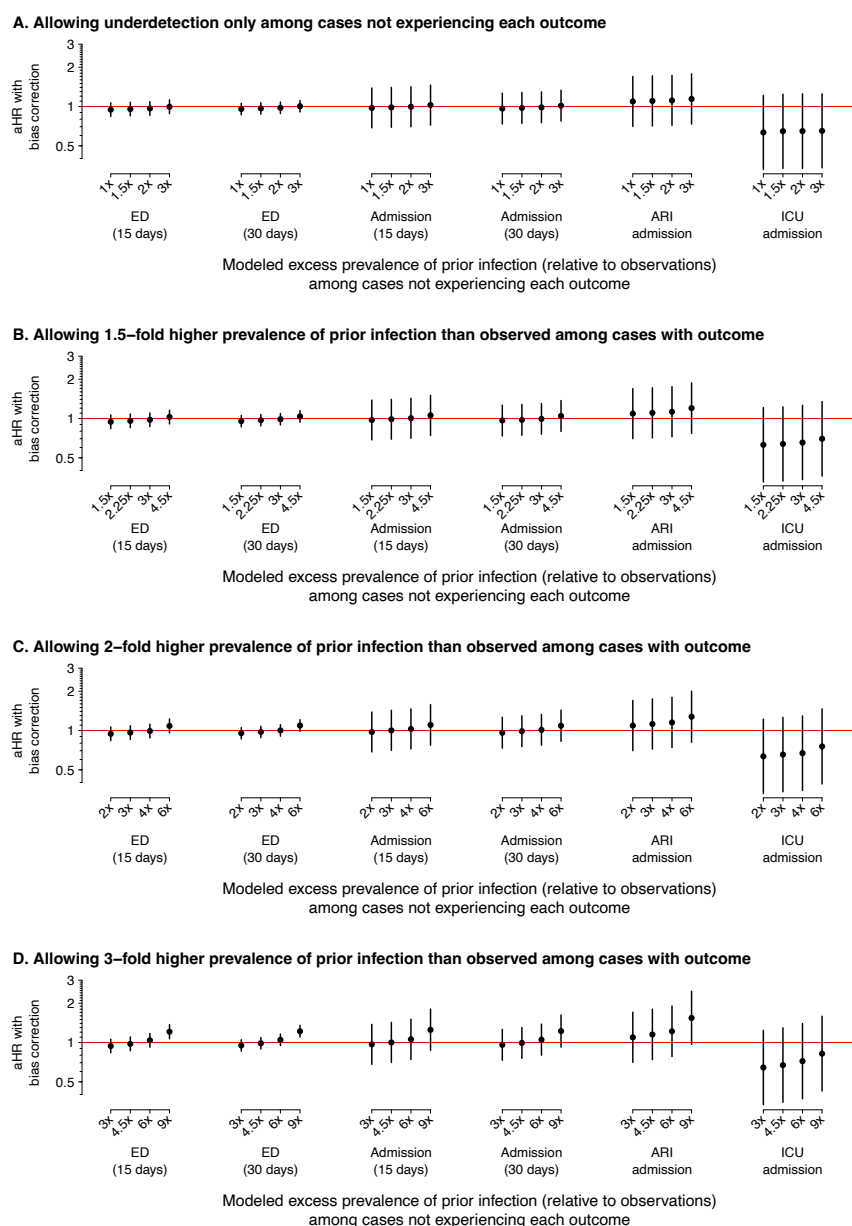 A. Allowing underdetection only among cases not experiencing each outcome
aHR with
bias correction
3
2
1
0.5
1x 1.5x 2x 3x 1x 1.5x 2x 3x 1x 1.5x 2x 3x 1x 1.5x 2x 3x 1x 1.5x 2x 3x 1x 1.5x 2x 3x
ED ED Admission Admission ARI ICU
(15 days) (30 days) (15 days) (30 days) admission admission
Modeled excess prevalence of prior infection (relative to observations)
among cases not experiencing each outcome
B. Allowing 1.5−fold higher prevalence of prior infection than observed among cases with outcome
aHR with
bias correction
3
2
1
0.5
1.5x 2.25x 3x 4.5x 1.5x 2.25x 3x 4.5x 1.5x 2.25x 3x 4.5x 1.5x 2.25x 3x 4.5x 1.5x 2.25x 3x 4.5x 1.5x 2.25x 3x 4.5x
ED ED Admission Admission ARI ICU
(15 days) (30 days) (15 days) (30 days) admission admission
Modeled excess prevalence of prior infection (relative to observations)
among cases not experiencing each outcome
C. Allowing 2−fold higher prevalence of prior infection than observed among cases with outcome
aHR with
bias correction
3
2
1
0.5
2x 3x 4x 6x 2x 3x 4x 6x 2x 3x 4x 6x 2x 3x 4x 6x 2x 3x 4x 6x 2x 3x 4x 6x
ED ED Admission Admission ARI ICU
(15 days) (30 days) (15 days) (30 days) admission admission
Modeled excess prevalence of prior infection (relative to observations)
among cases not experiencing each outcome
D. Allowing 3−fold higher prevalence of prior infection than observed among cases with outcome
aHR with
bias correction
3
2
1
0.5
3x 4.5x 6x 9x 3x 4.5x 6x 9x 3x 4.5x 6x 9x 3x 4.5x 6x 9x 3x 4.5x 6x 9x 3x 4.5x 6x 9x
ED ED Admission Admission ARI ICU
(15 days) (30 days) (15 days) (30 days) admission admission
Modeled excess prevalence of prior infection (relative to observations)
among cases not experiencing each outcome